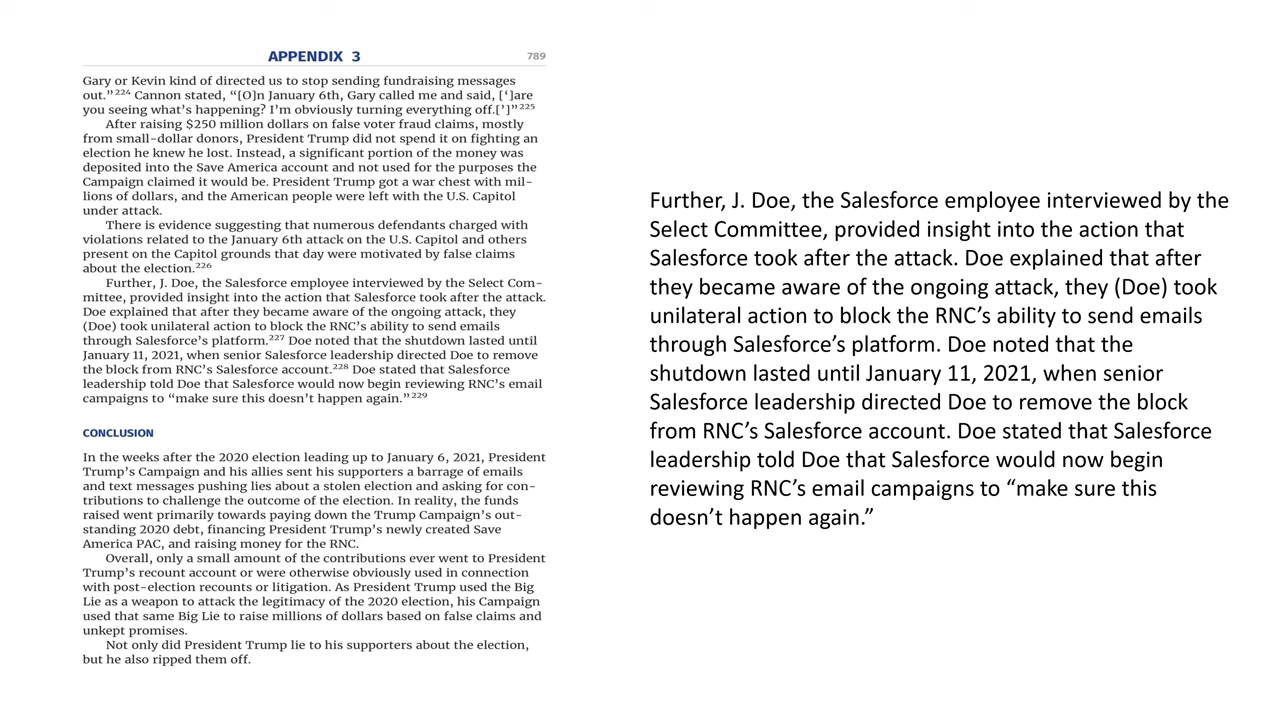 APPENDIX 3
789
Gary or Kevin kind of directed us to stop sending fundraising messages
out.”224 Cannon stated, “[O]n January 6th, Gary called me and said, [‘]are
you seeing what’s happening? I’m obviously turning everything off.[’]”225
After raising $250 million dollars on false voter fraud claims, mostly
from small-dollar donors, President Trump did not spend it on fighting an
election he knew he lost. Instead, a significant portion of the money was
deposited into the Save America account and not used for the purposes the
Campaign claimed it would be. President Trump got a war chest with mil-
lions of dollars, and the American people were left with the U.S. Capitol
under attack.
There is evidence suggesting that numerous defendants charged with
violations related to the January 6th attack on the U.S. Capitol and others
present on the Capitol grounds that day were motivated by false claims
about the election.226
Further, J. Doe, the Salesforce employee interviewed by the Select Com-
mittee, provided insight into the action that Salesforce took after the attack.
Doe explained that after they became aware of the ongoing attack, they
(Doe) took unilateral action to block the RNC’s ability to send emails
through Salesforce’s platform.227 Doe noted that the shutdown lasted until
January 11, 2021, when senior Salesforce leadership directed Doe to remove
the block from RNC’s Salesforce account.228 Doe stated that Salesforce
leadership told Doe that Salesforce would now begin reviewing RNC’s email
campaigns to “make sure this doesn’t happen again.”229
CONCLUSION
In the weeks after the 2020 election leading up to January 6, 2021, President
Trump’s Campaign and his allies sent his supporters a barrage of emails
and text messages pushing lies about a stolen election and asking for con-
tributions to challenge the outcome of the election. In reality, the funds
raised went primarily towards paying down the Trump Campaign’s out-
standing 2020 debt, financing President Trump’s newly created Save
America PAC, and raising money for the RNC.
Overall, only a small amount of the contributions ever went to President
Trump’s recount account or were otherwise obviously used in connection
with post-election recounts or litigation. As President Trump used the Big
Lie as a weapon to attack the legitimacy of the 2020 election, his Campaign
used that same Big Lie to raise millions of dollars based on false claims and
unkept promises.
Not only did President Trump lie to his supporters about the election,
but he also ripped them off.
Further, J. Doe, the Salesforce employee interviewed by the
Select Committee, provided insight into the action that
Salesforce took after the attack. Doe explained that after
they became aware of the ongoing attack, they (Doe) took
unilateral action to block the RNC’s ability to send emails
through Salesforce’s platform. Doe noted that the
shutdown lasted until January 11, 2021, when senior
Salesforce leadership directed Doe to remove the block
from RNC’s Salesforce account. Doe stated that Salesforce
leadership told Doe that Salesforce would now begin
reviewing RNC’s email campaigns to “make sure this
doesn’t happen again.”